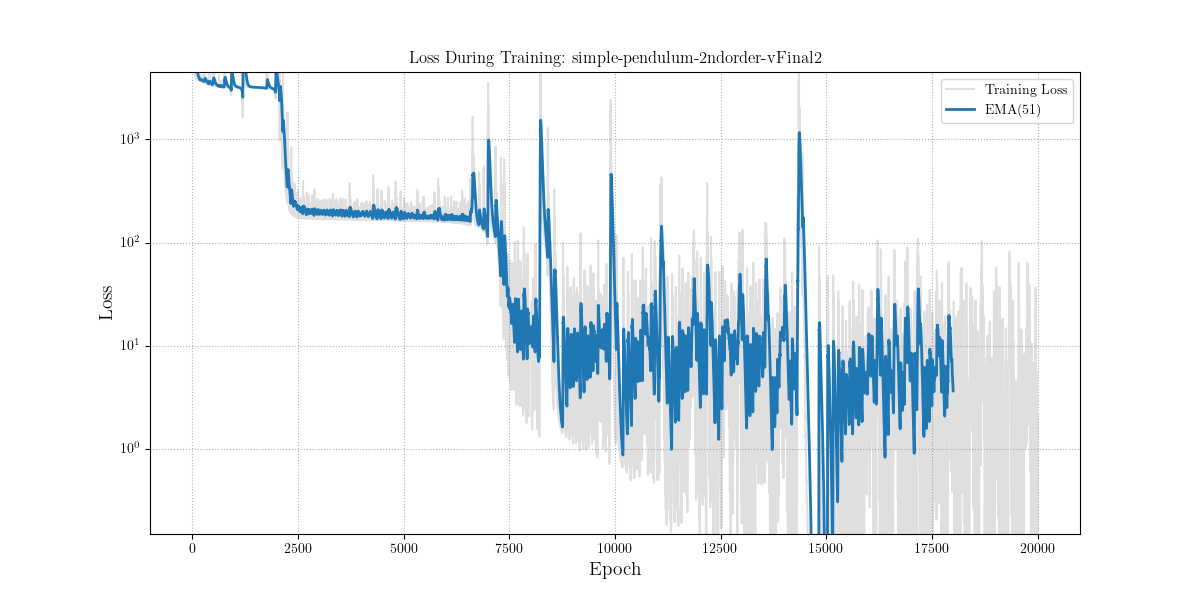 Loss During Training: simple-pendulum-2ndorder-vFinal2
Training Loss
EMA(51)
Loss
10³
10²
10¹
10⁰
0 2500 5000 7500 10000 12500 15000 17500 20000
Epoch